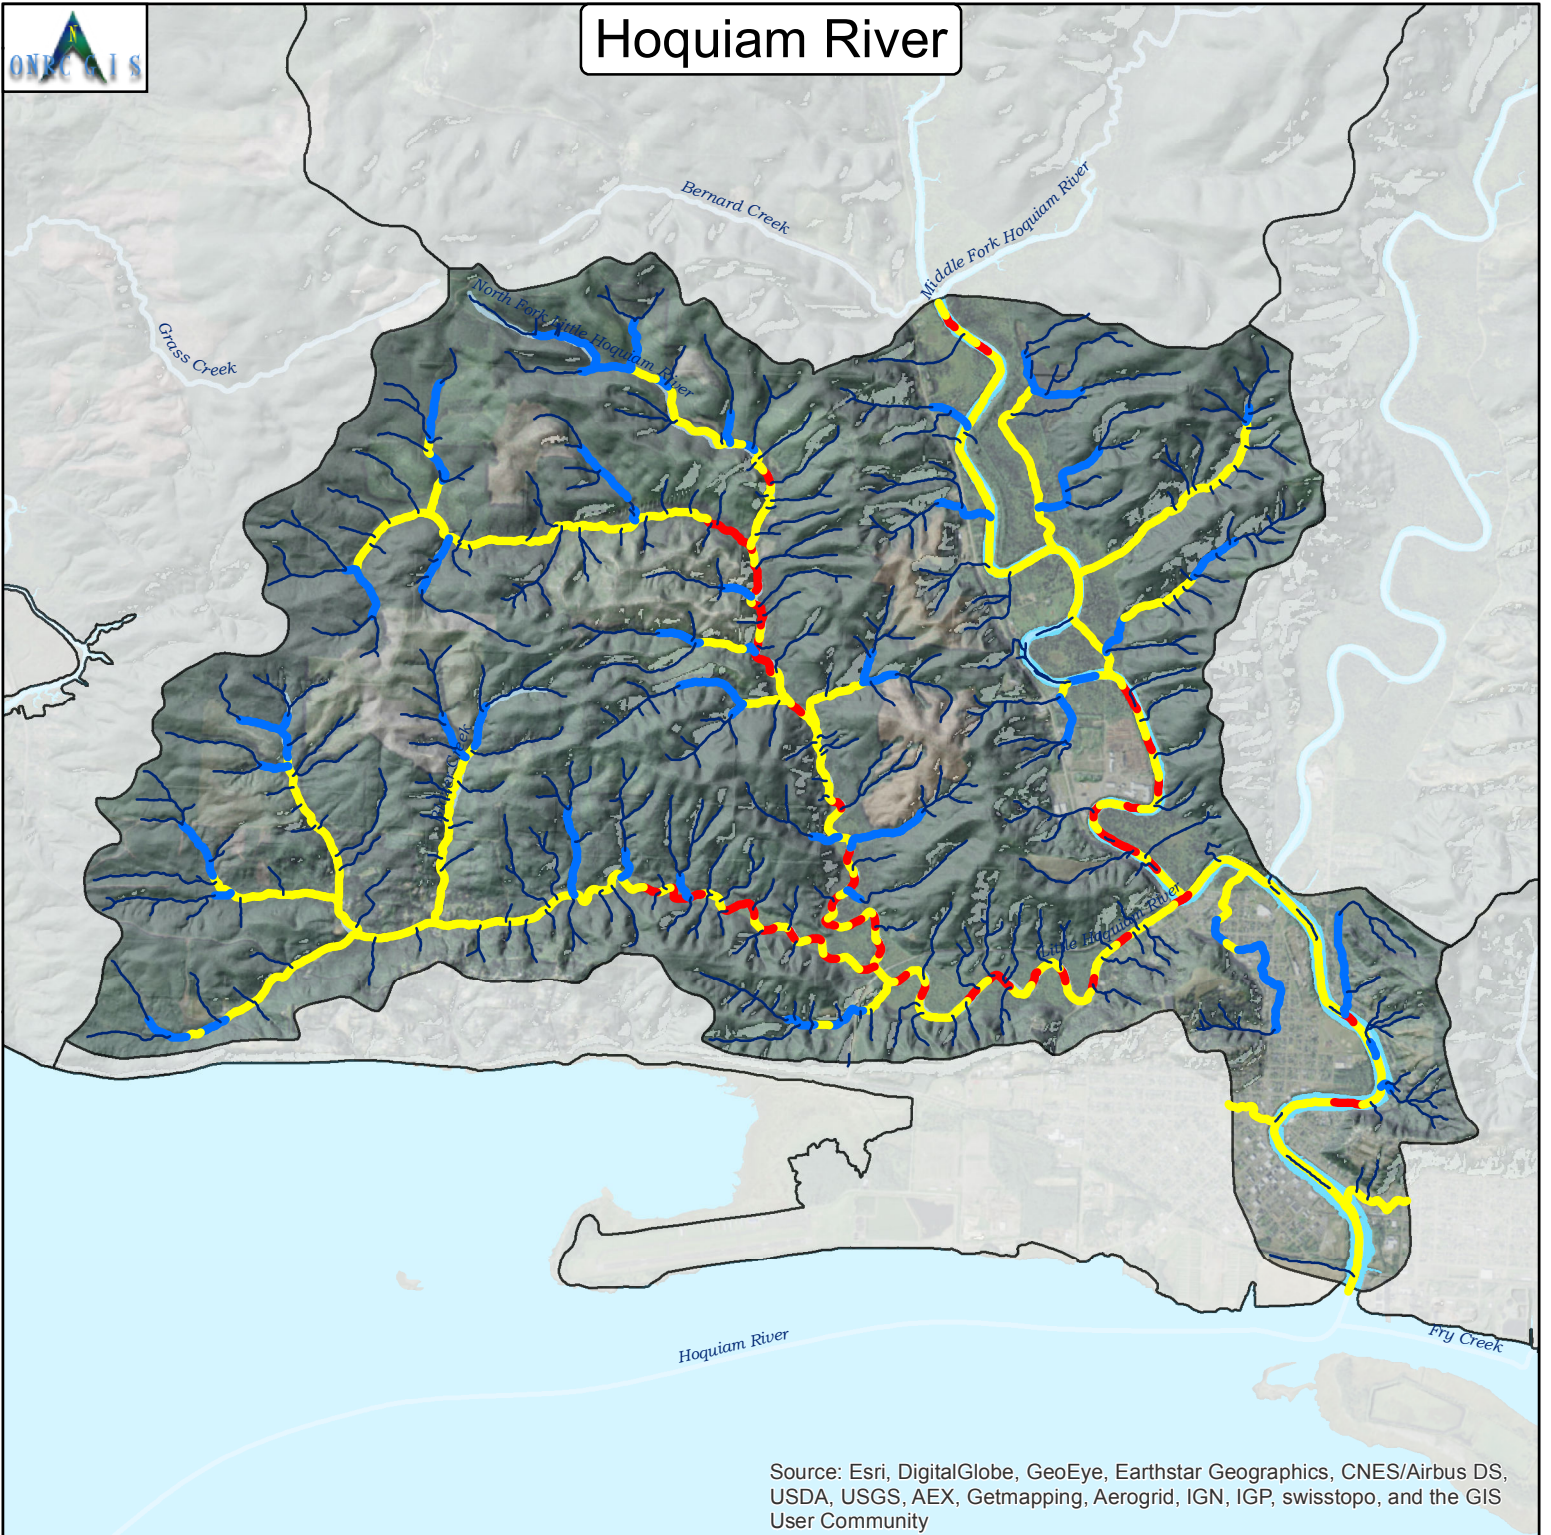 Hoquiam River
N
ONRC GIS
Bernard Creek
Middle Fork Hoquiam River
North Fork Little Hoquiam River
Grass Creek
Little Hoquiam River
Hoquiam River
Fry Creek
Source: Esri, DigitalGlobe, GeoEye, Earthstar Geographics, CNES/Airbus DS,
USDA, USGS, AEX, Getmapping, Aerogrid, IGN, IGP, swisstopo, and the GIS
User Community